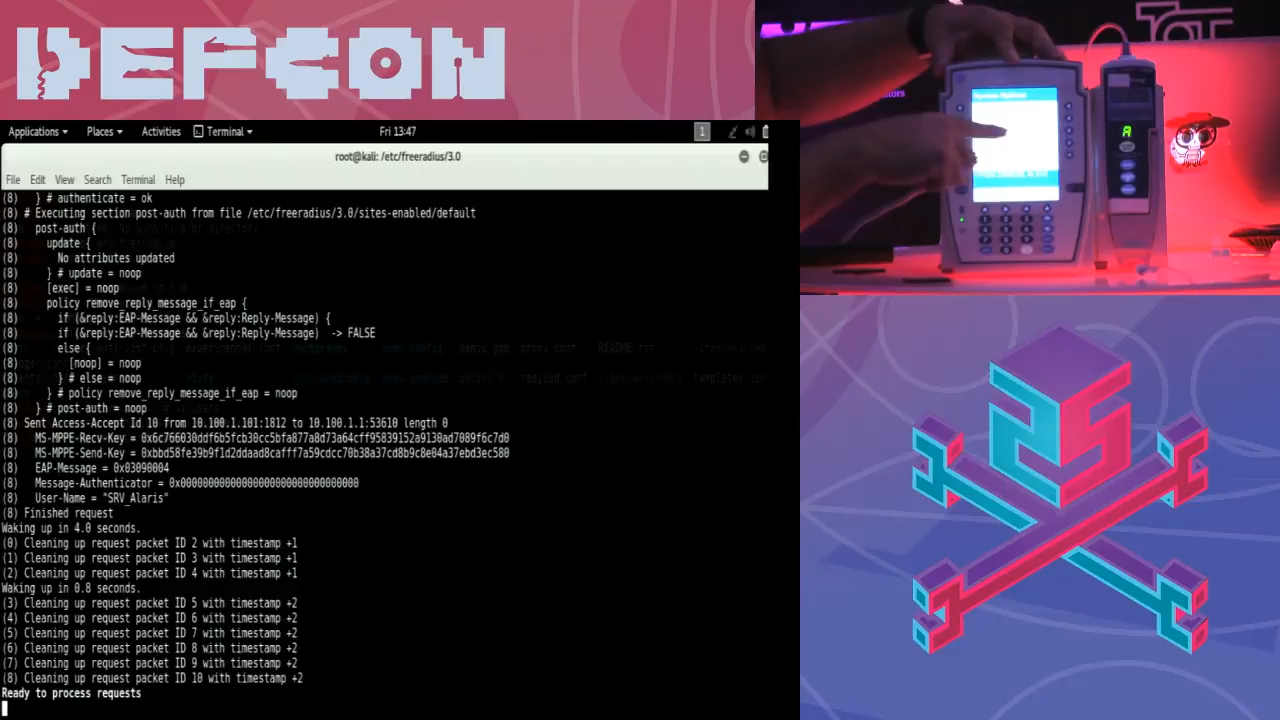 DEFCON
Applications Places Activities Terminal Fri 13:47 1
root@kali: /etc/freeradius/3.0
File Edit View Search Terminal Help
(8) } # authenticate = ok
(8) # Executing section post-auth from file /etc/freeradius/3.0/sites-enabled/default
(8) post-auth {
(8) update {
(8) No attributes updated
(8) } # update = noop
(8) [exec] = noop
(8) policy remove_reply_message_if_eap {
(8) if (&reply:EAP-Message && &reply:Reply-Message) {
(8) if (&reply:EAP-Message && &reply:Reply-Message) -> FALSE
(8) else {
(8) [noop] = noop
(8) } # else = noop
(8) } # policy remove_reply_message_if_eap = noop
(8) } # post-auth = noop
(8) Sent Access-Accept Id 10 from 10.100.1.101:1812 to 10.100.1.1:53610 length 0
(8) MS-MPPE-Recv-Key = 0x6c766030ddf6b5fcb30cc5bfa877a8d73a64cff95839152a9130ad7089f6c7d0
(8) MS-MPPE-Send-Key = 0xbbd58fe39b9f1d2ddaad8cafff7a59cdcc70b38a37cd8b9c8e04a37ebd3ec580
(8) EAP-Message = 0x03090004
(8) Message-Authenticator = 0x00000000000000000000000000000000
(8) User-Name = "SRV_Alaris"
(8) Finished request
Waking up in 4.0 seconds.
(0) Cleaning up request packet ID 2 with timestamp +1
(1) Cleaning up request packet ID 3 with timestamp +1
(2) Cleaning up request packet ID 4 with timestamp +1
Waking up in 0.8 seconds.
(3) Cleaning up request packet ID 5 with timestamp +2
(4) Cleaning up request packet ID 6 with timestamp +2
(5) Cleaning up request packet ID 7 with timestamp +2
(6) Cleaning up request packet ID 8 with timestamp +2
(7) Cleaning up request packet ID 9 with timestamp +2
(8) Cleaning up request packet ID 10 with timestamp +2
Ready to process requests
A